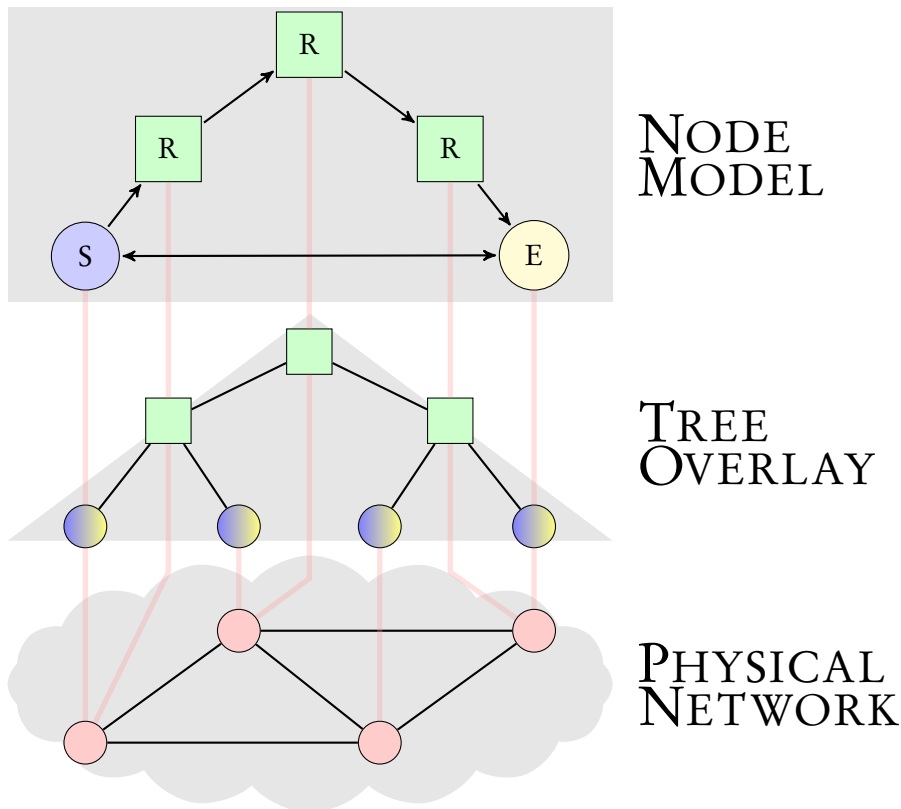 R
R
R
S
E
NODE
MODEL
TREE
OVERLAY
PHYSICAL
NETWORK